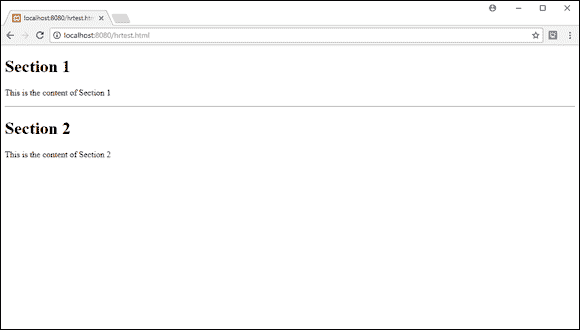 localhost:8080/hrtest.htm
localhost:8080/hrtest.html
Section 1
This is the content of Section 1
Section 2
This is the content of Section 2